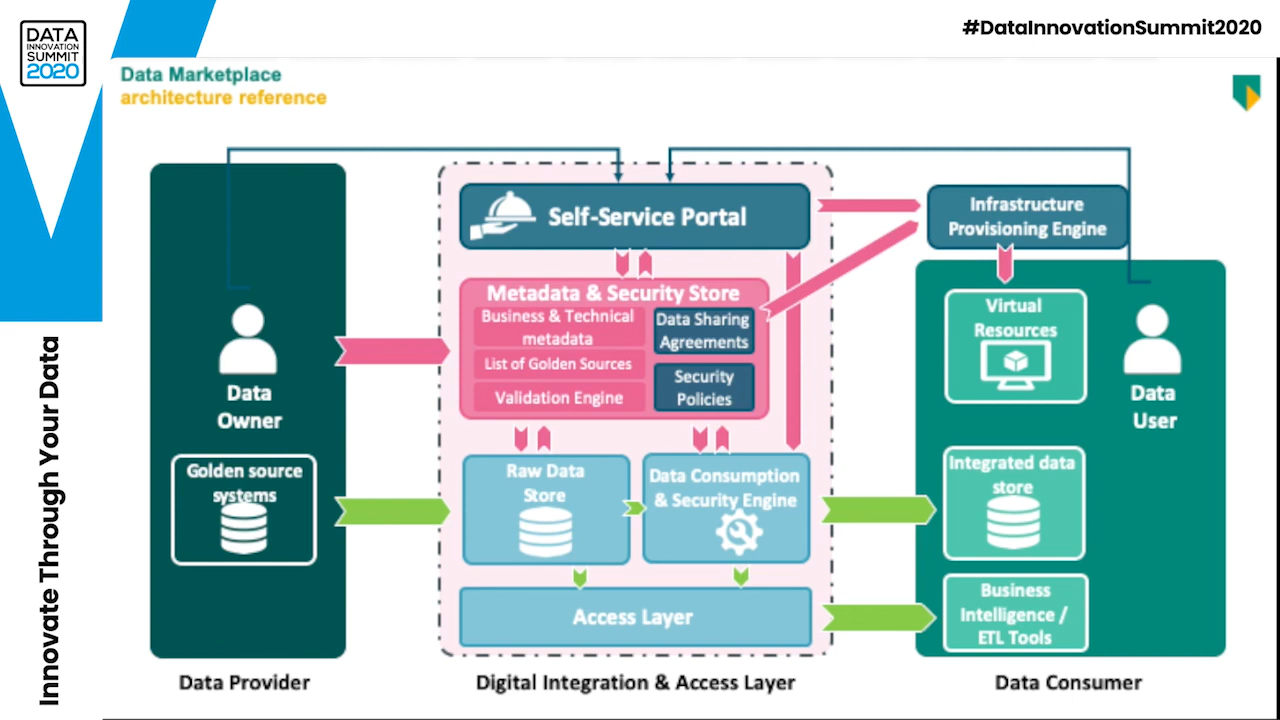 DATA
INNOVATION
SUMMIT
2020
#DataInnovationSummit2020
Innovate Through Your Data
Data Marketplace
architecture reference
Data
Owner
Golden source
systems
Data Provider
Self-Service Portal
Metadata & Security Store
Business & Technical
metadata
List of Golden Sources
Validation Engine
Data Sharing
Agreements
Security
Policies
Raw Data
Store
Data Consumption
& Security Engine
Access Layer
Digital Integration & Access Layer
Infrastructure
Provisioning Engine
Virtual
Resources
Data
User
Integrated data
store
Business
Intelligence /
ETL Tools
Data Consumer